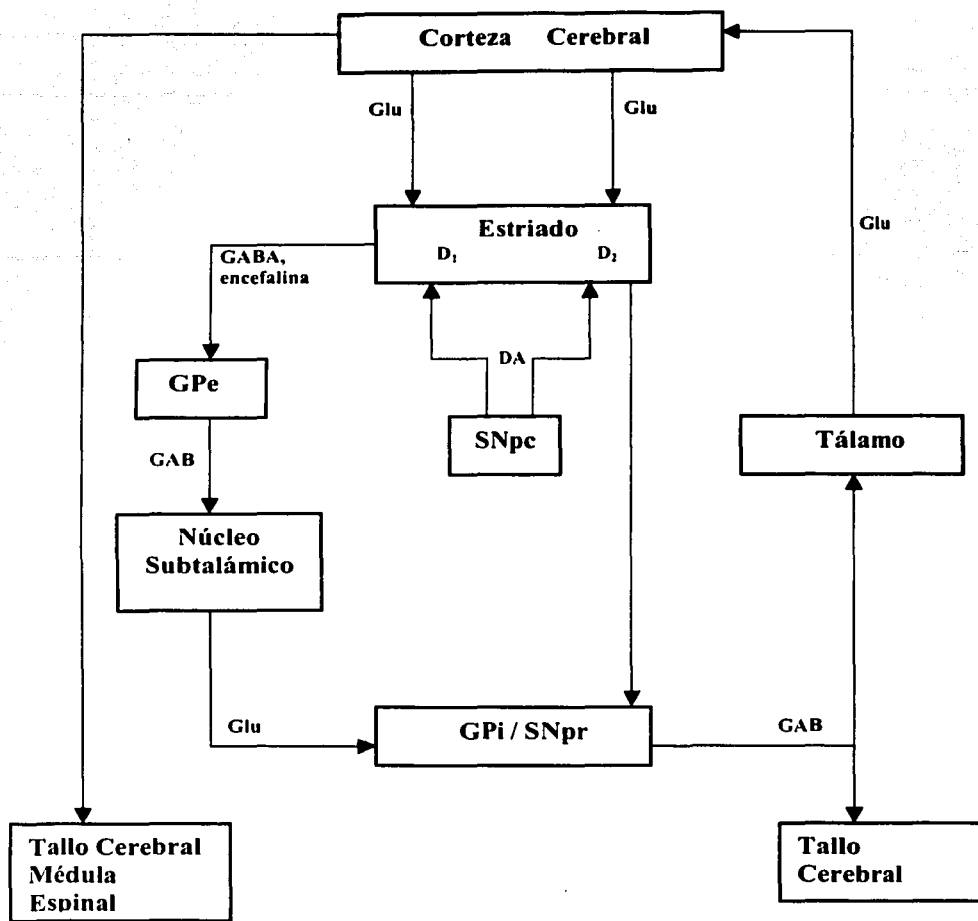 Corteza Cerebral
Glu
Glu
Glu
Estriado
D₁
D₂
GABA,
encefalina
DA
GPe
SNpc
Tálamo
GAB
Núcleo
Subtalámico
Glu
GPi / SNpr
GAB
Tallo Cerebral
Médula
Espinal
Tallo
Cerebral